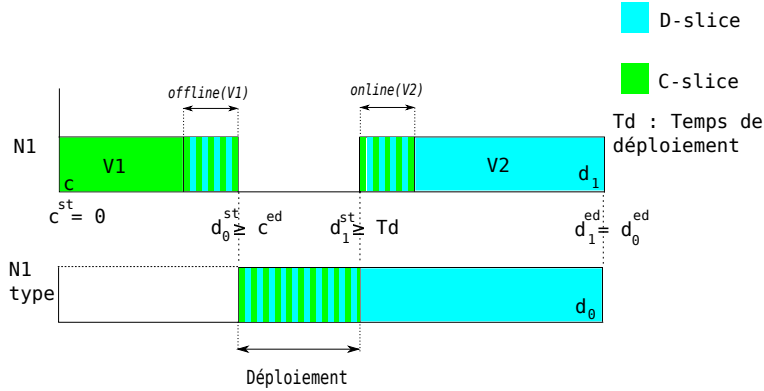 D-slice
C-slice
Td : Temps de
déploiement
offline(V1)
online(V2)
N1
V1
V2
c
d₁
c^st = 0
d₀^st ≥ c^ed
d₁^st ≥ Td
d₁^ed = d₀^ed
N1
type
d₀
Déploiement